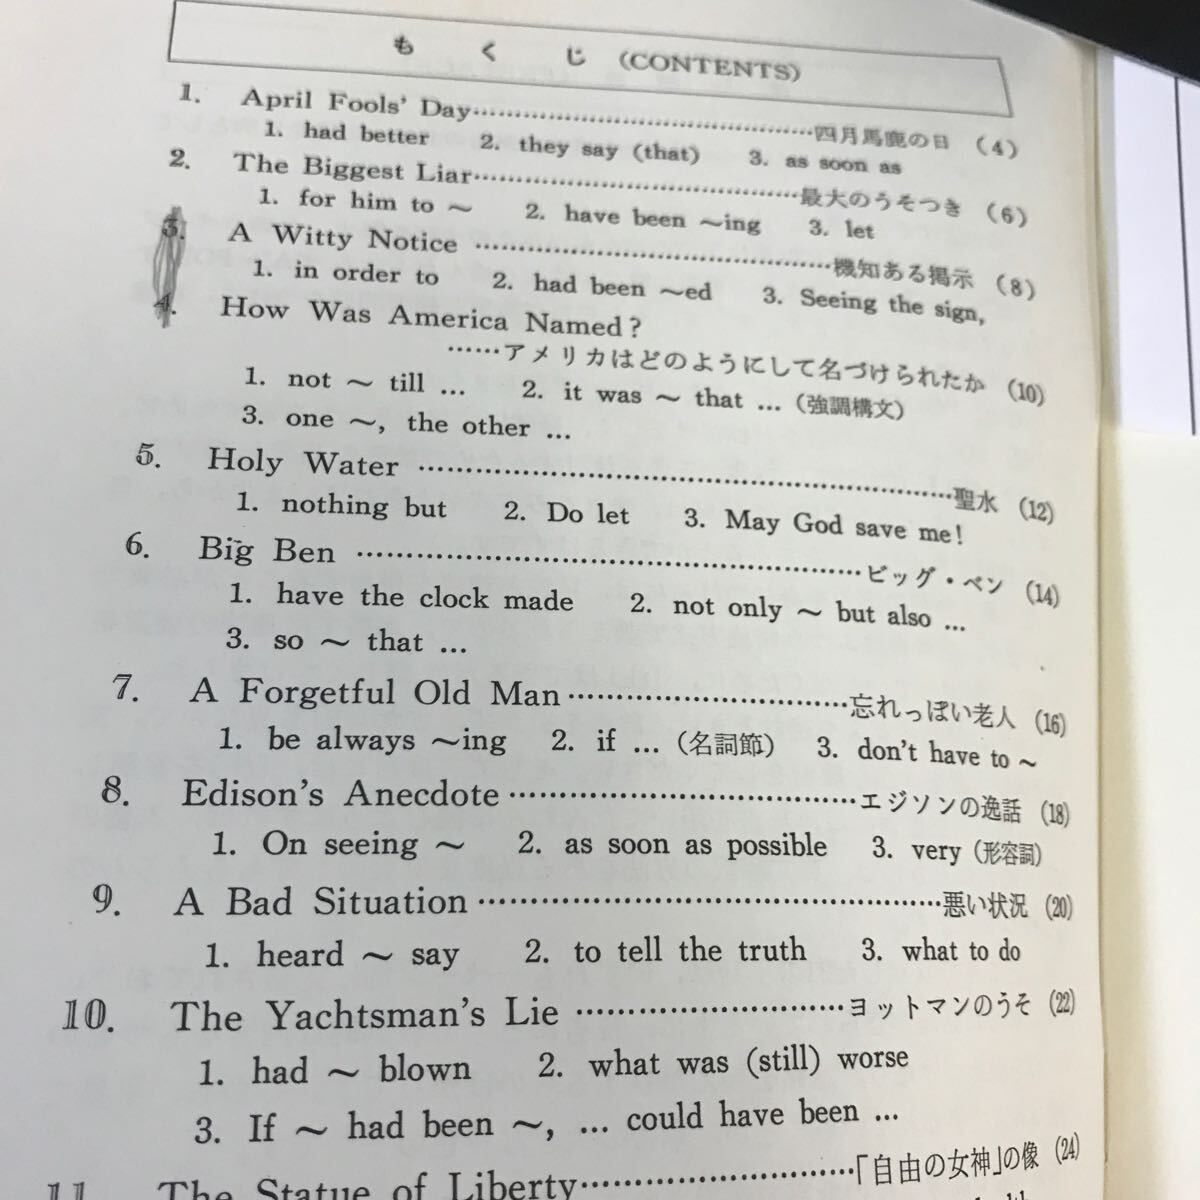 もくじ (CONTENTS)
1. April Fools' Day……………………………四月馬鹿の日 (4)
1. had better 2. they say (that) 3. as soon as
2. The Biggest Liar……………………………最大のうそつき (6)
1. for him to ～ 2. have been ～ing 3. let
3. A Witty Notice ……………………………機知ある掲示 (8)
1. in order to 2. had been ～ed 3. Seeing the sign,
4. How Was America Named?
……アメリカはどのようにして名づけられたか (10)
1. not ～ till … 2. it was ～ that …（強調構文）
3. one ～, the other …
5. Holy Water ……………………………………………聖水 (12)
1. nothing but 2. Do let 3. May God save me!
6. Big Ben ……………………………………………ビッグ・ベン (14)
1. have the clock made 2. not only ～ but also …
3. so ～ that …
7. A Forgetful Old Man………………………忘れっぽい老人 (16)
1. be always ～ing 2. if …（名詞節） 3. don't have to ～
8. Edison's Anecdote……………………………エジソンの逸話 (18)
1. On seeing ～ 2. as soon as possible 3. very（形容詞）
9. A Bad Situation………………………………………悪い状況 (20)
1. heard ～ say 2. to tell the truth 3. what to do
10. The Yachtsman's Lie ………………………ヨットマンのうそ (22)
1. had ～ blown 2. what was (still) worse
3. If ～ had been ～, … could have been …
11. The Statue of Liberty………………………「自由の女神」の像 (24)